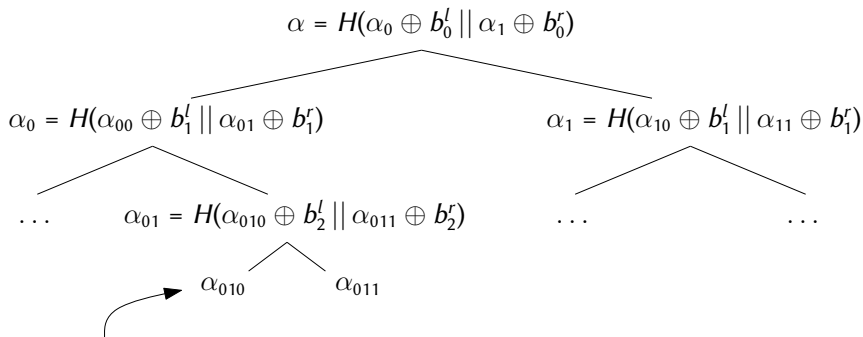 α = H(α₀ ⊕ b₀ˡ || α₁ ⊕ b₀ʳ)
α₀ = H(α₀₀ ⊕ b₁ˡ || α₀₁ ⊕ b₁ʳ) α₁ = H(α₁₀ ⊕ b₁ˡ || α₁₁ ⊕ b₁ʳ)
... α₀₁ = H(α₀₁₀ ⊕ b₂ˡ || α₀₁₁ ⊕ b₂ʳ) ... ...
α₀₁₀ α₀₁₁